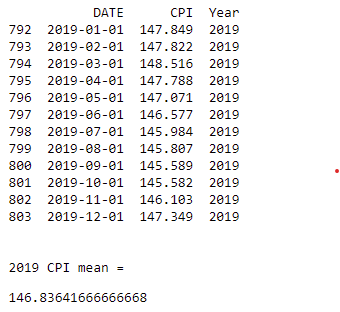 DATE CPI Year
792 2019-01-01 147.849 2019
793 2019-02-01 147.822 2019
794 2019-03-01 148.516 2019
795 2019-04-01 147.788 2019
796 2019-05-01 147.071 2019
797 2019-06-01 146.577 2019
798 2019-07-01 145.984 2019
799 2019-08-01 145.807 2019
800 2019-09-01 145.589 2019
801 2019-10-01 145.582 2019
802 2019-11-01 146.103 2019
803 2019-12-01 147.349 2019
2019 CPI mean =
146.83641666666668